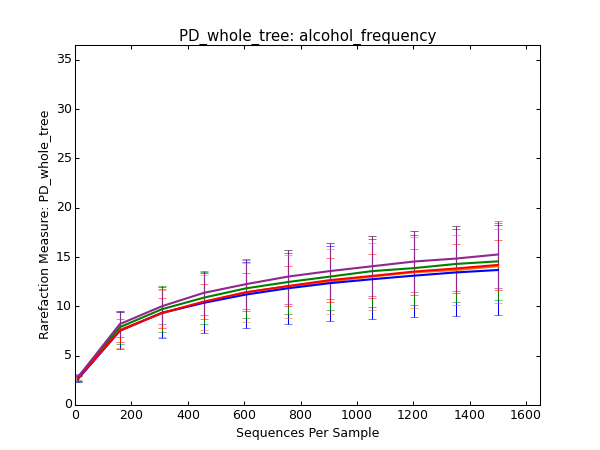 PD_whole_tree: alcohol_frequency
35
30
25
20
15
10
5
0
Rarefaction Measure: PD_whole_tree
0 200 400 600 800 1000 1200 1400 1600
Sequences Per Sample